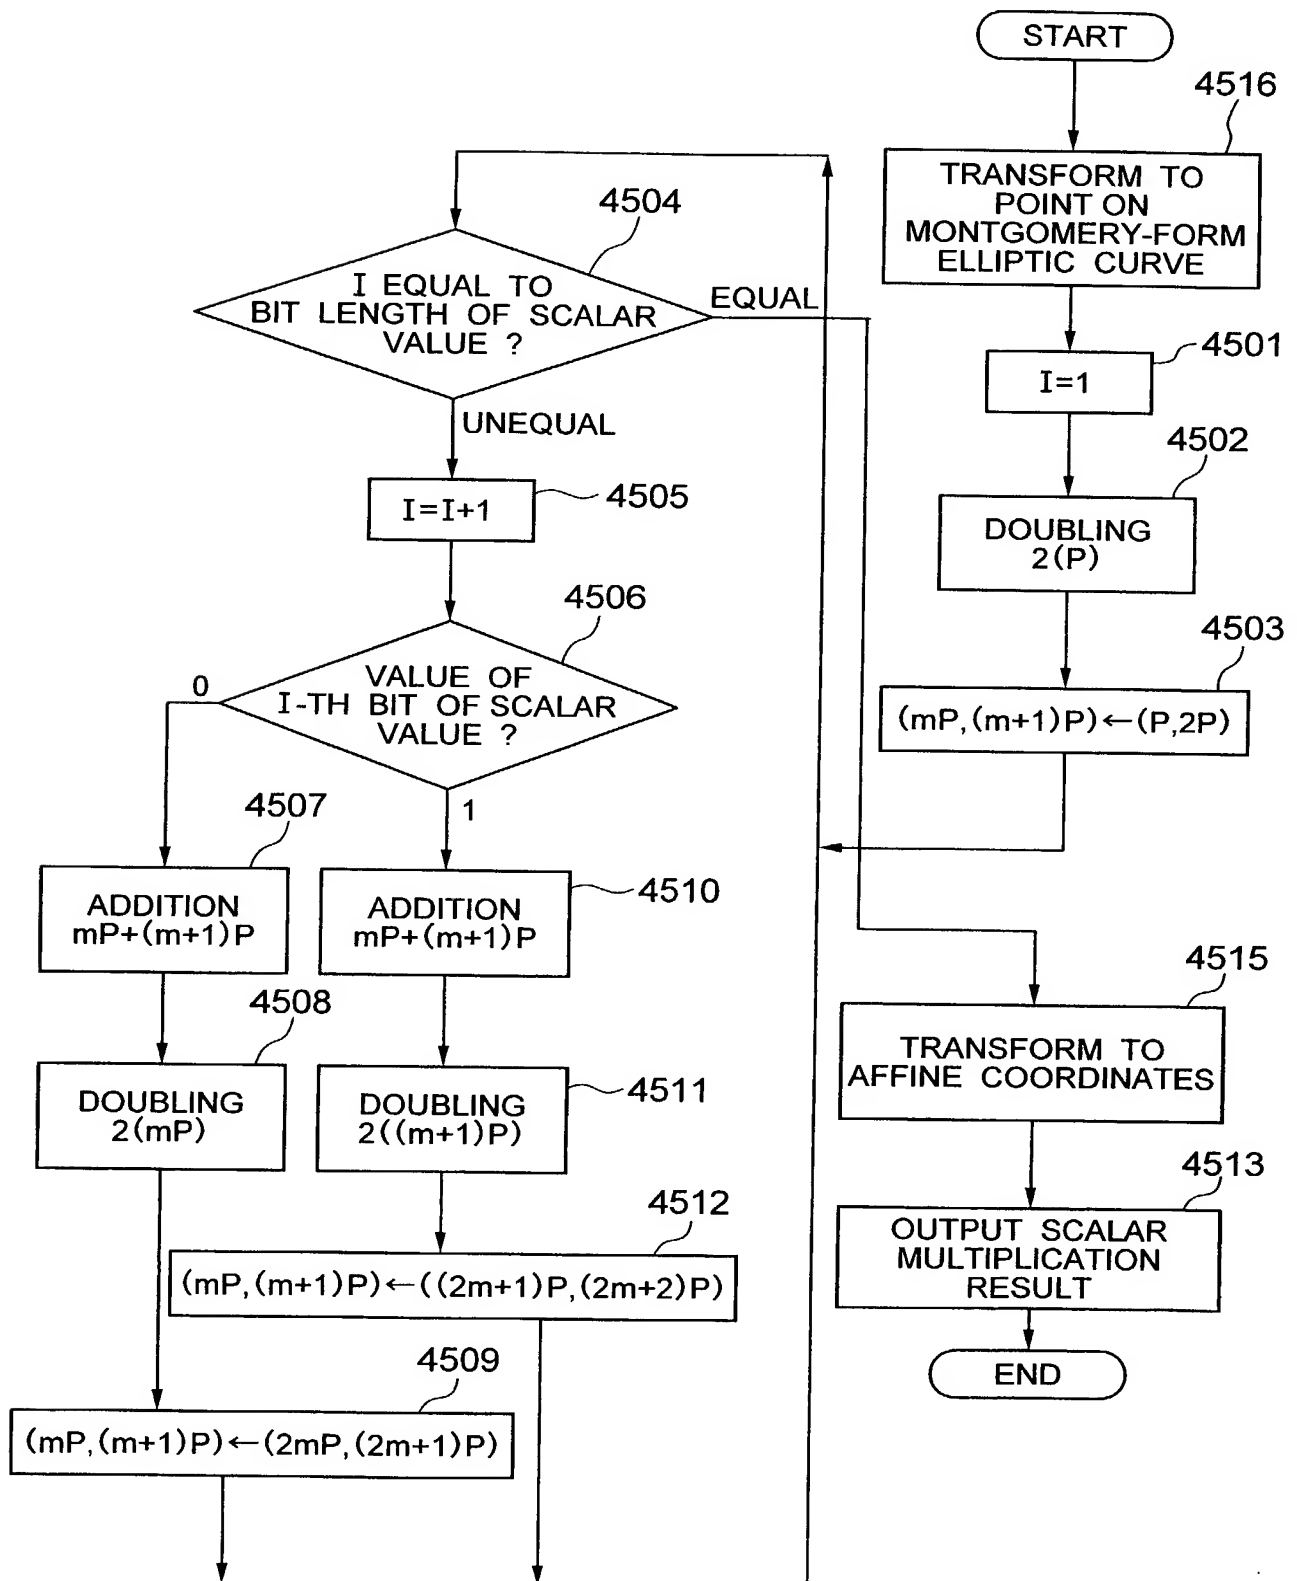 START
4516
TRANSFORM TO
POINT ON
MONTGOMERY-FORM
ELLIPTIC CURVE
4501
I=1
4502
DOUBLING
2(P)
4503
(mP,(m+1)P)←(P,2P)
4504
I EQUAL TO
BIT LENGTH OF SCALAR
VALUE ?
EQUAL
UNEQUAL
4505
I=I+1
4506
VALUE OF
I-TH BIT OF SCALAR
VALUE ?
0
1
4507
ADDITION
mP+(m+1)P
4508
DOUBLING
2(mP)
4509
(mP,(m+1)P)←(2mP,(2m+1)P)
4510
ADDITION
mP+(m+1)P
4511
DOUBLING
2((m+1)P)
4512
(mP,(m+1)P)←((2m+1)P,(2m+2)P)
4515
TRANSFORM TO
AFFINE COORDINATES
4513
OUTPUT SCALAR
MULTIPLICATION
RESULT
END